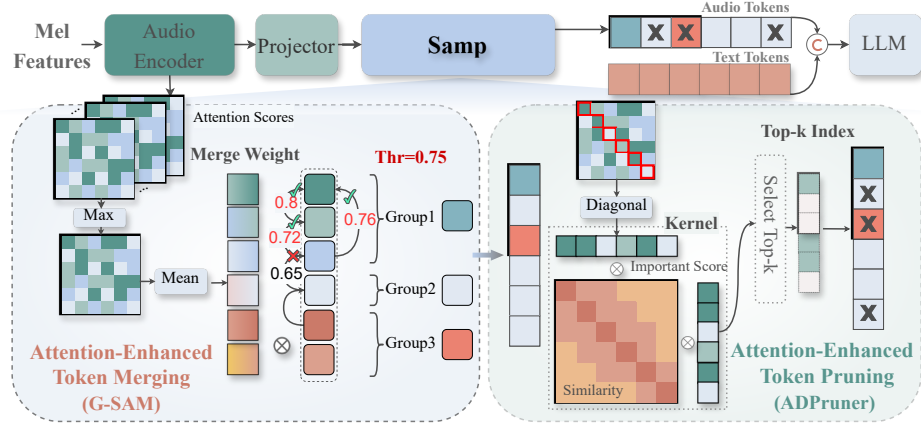 Mel
Features
Audio
Encoder
Projector
Samp
Audio Tokens
X X X
Text Tokens
C
LLM
Attention Scores
Max
Mean
Merge Weight
Thr=0.75
0.8
0.76
0.72
0.65
Group1
Group2
Group3
Attention-Enhanced
Token Merging
(G-SAM)
Diagonal
Kernel
Important Score
Similarity
Top-k Index
Select
Top-k
X
X
X
Attention-Enhanced
Token Pruning
(ADPruner)